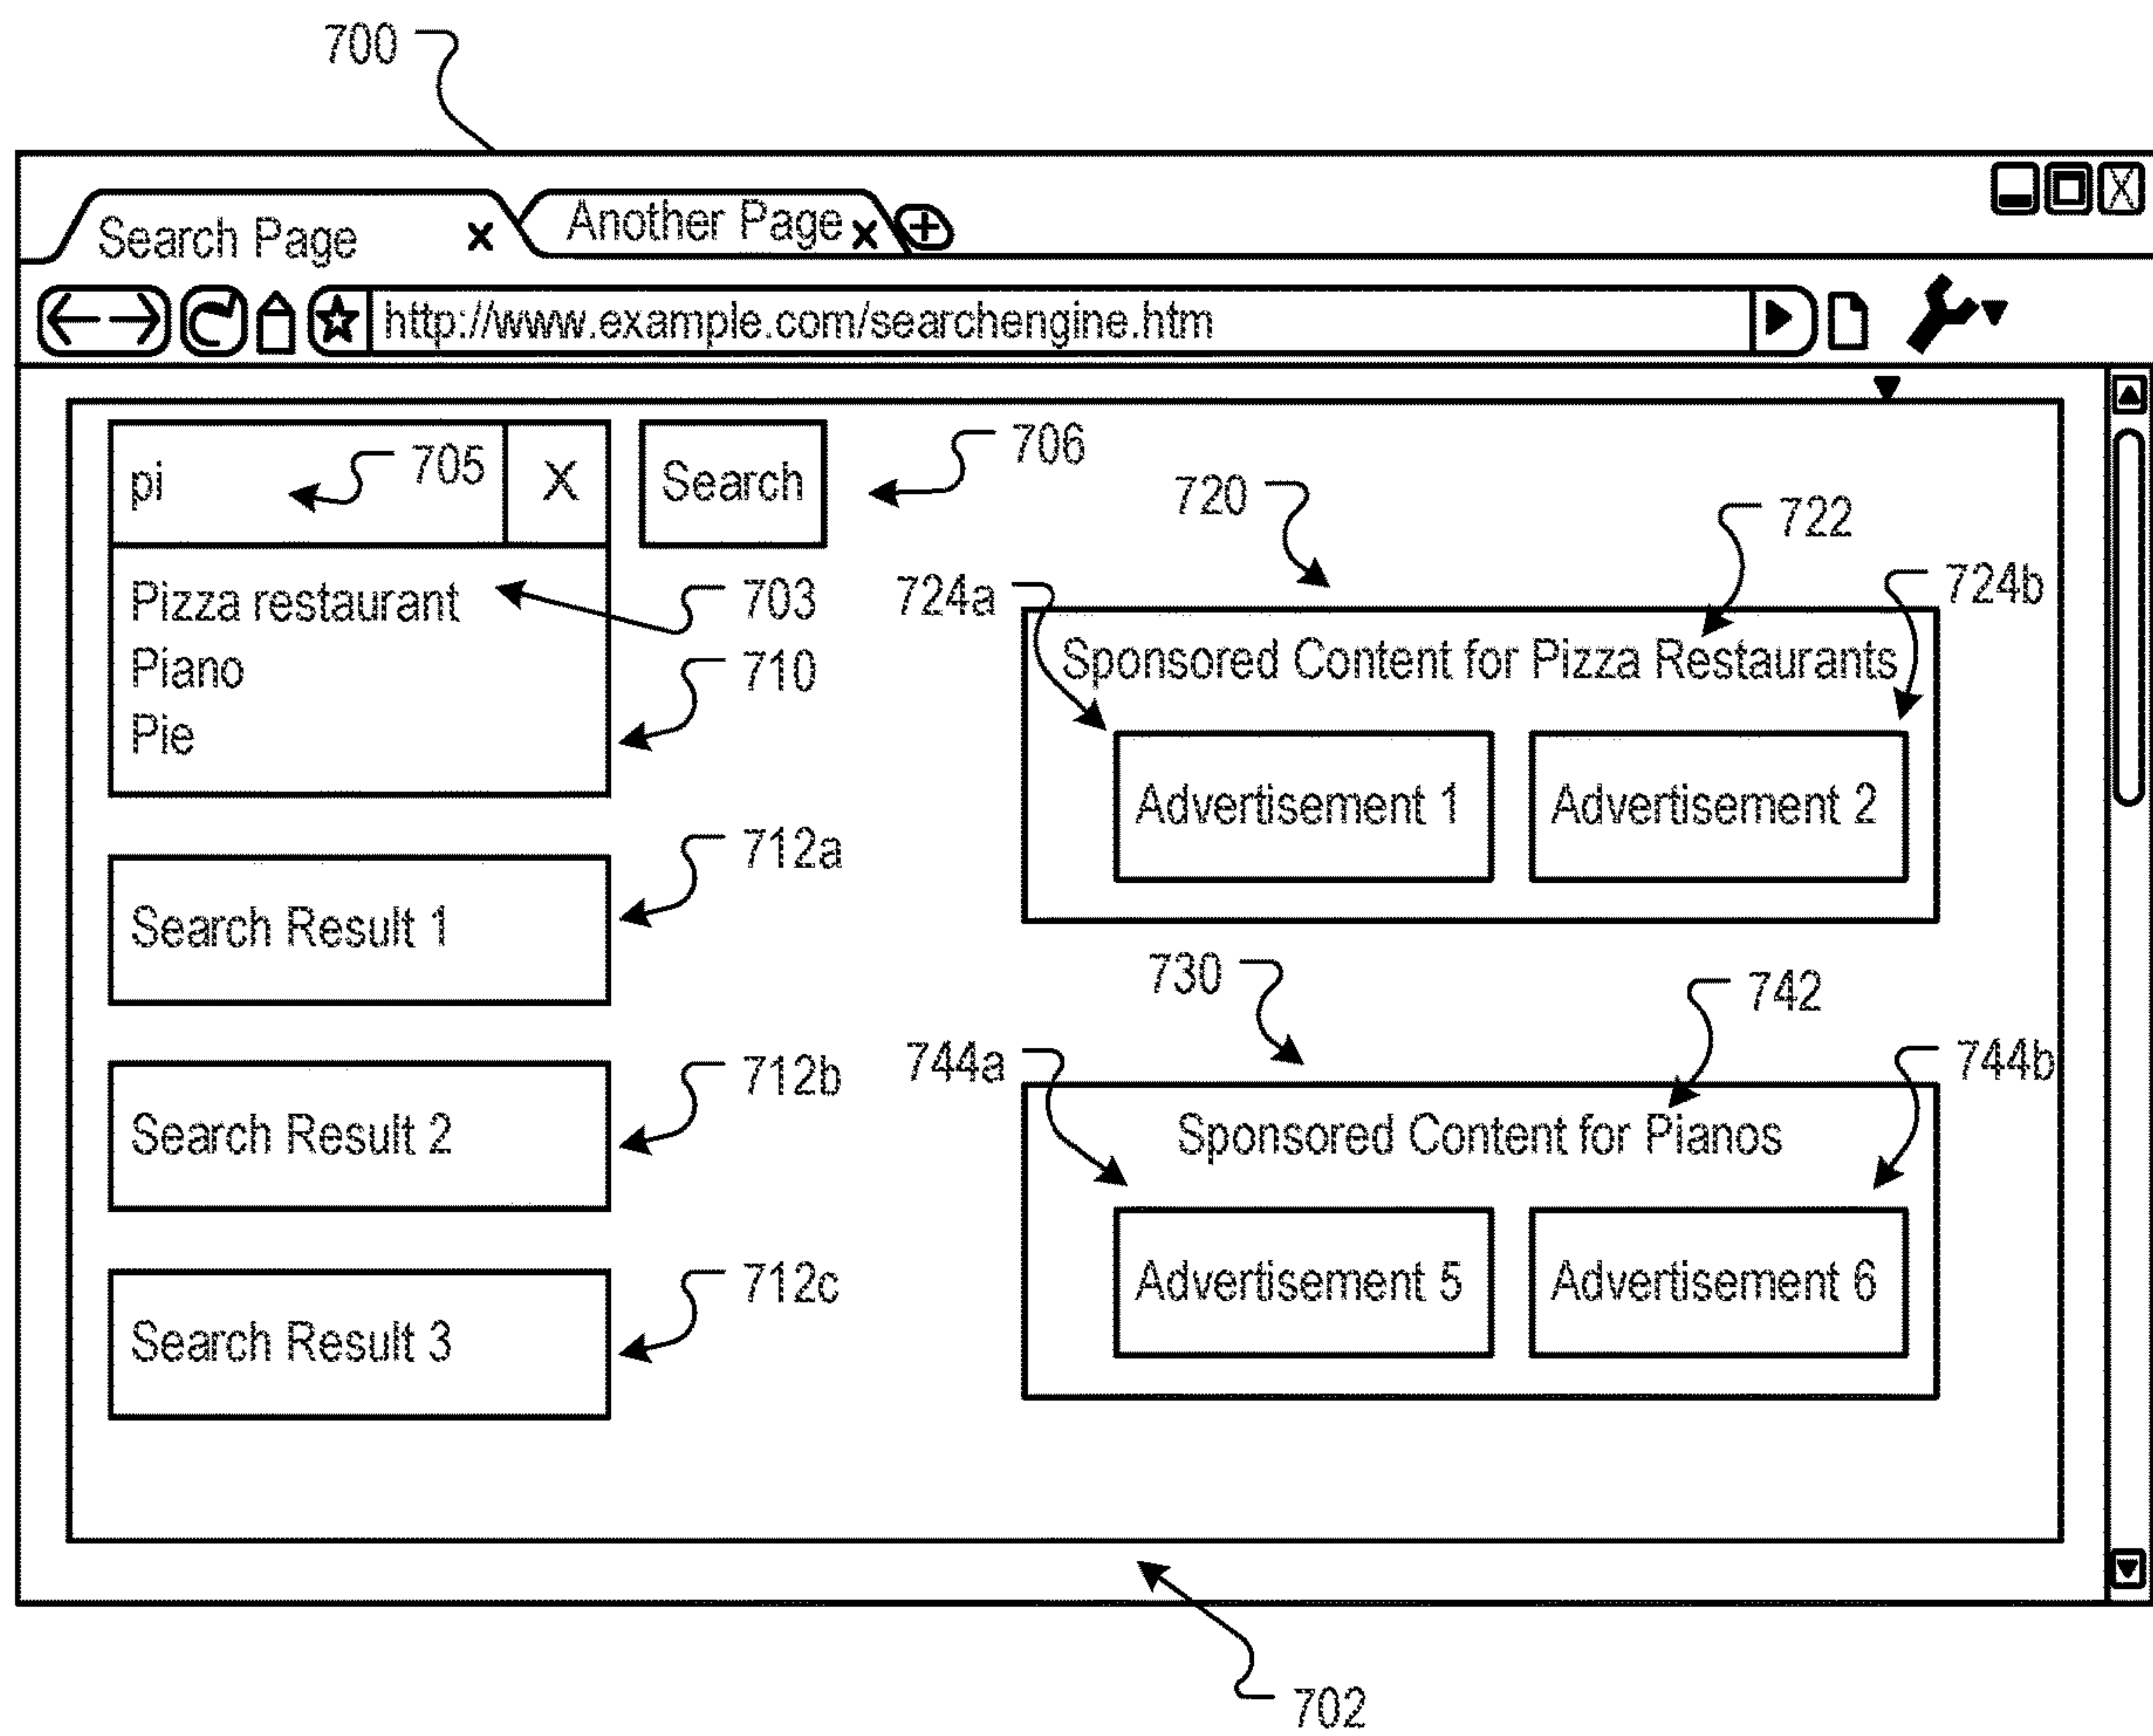 700
Search Page x Another Page x
http://www.example.com/searchengine.htm
pi 705 X Search 706
Pizza restaurant 703
Piano 710
Pie
712a
Search Result 1
712b
Search Result 2
712c
Search Result 3
720 722
724a 724b
Sponsored Content for Pizza Restaurants
Advertisement 1 Advertisement 2
730 742
744a 744b
Sponsored Content for Pianos
Advertisement 5 Advertisement 6
702